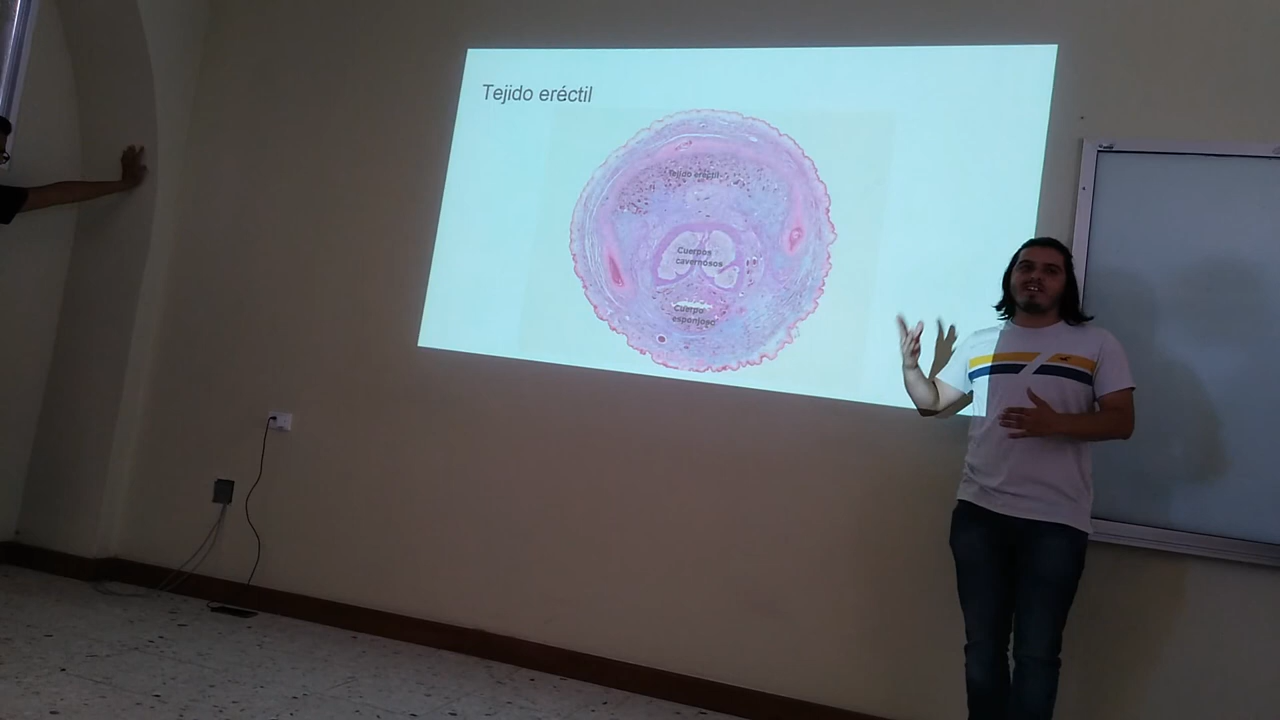 Tejido eréctil
Tejido eréctil
Cuerpos
cavernosos
Cuerpo
esponjoso